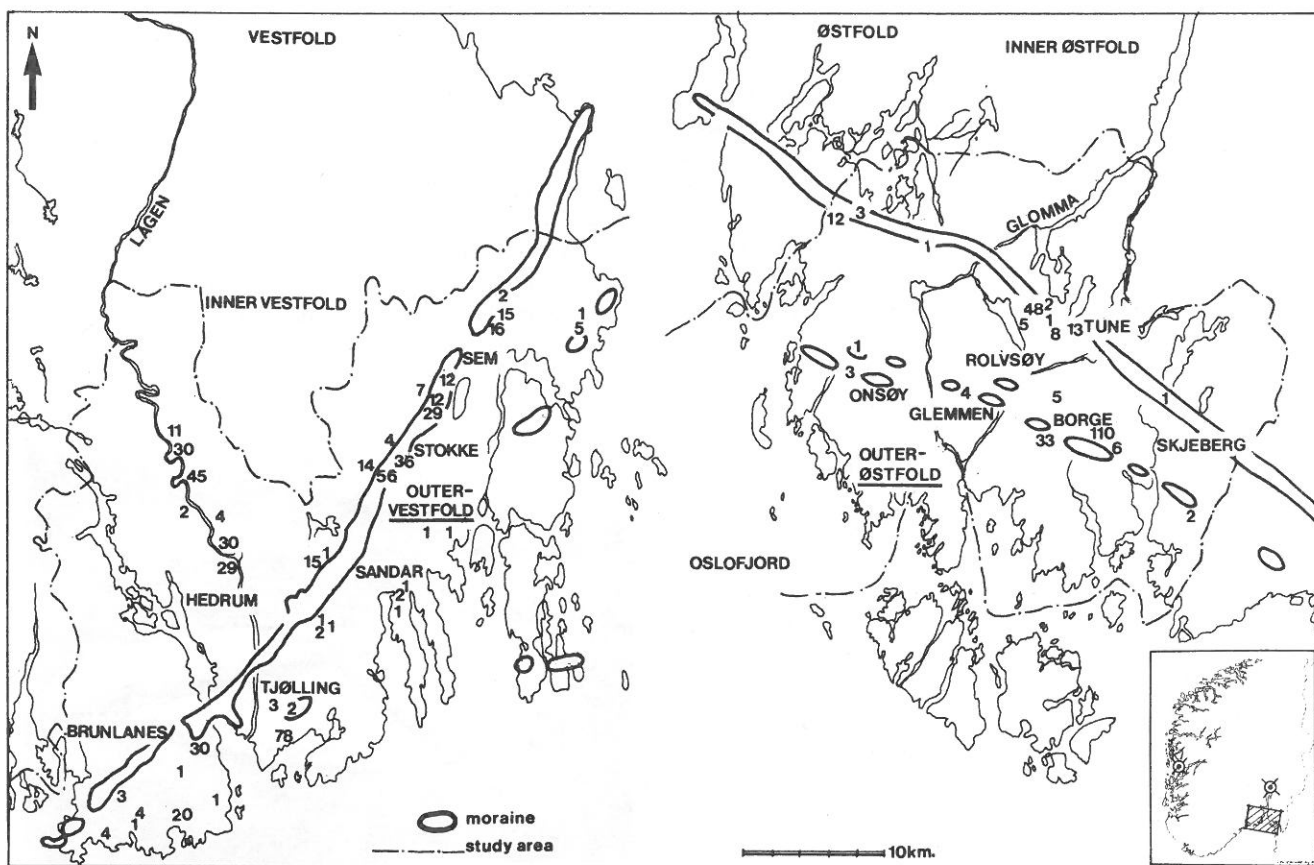 N
VESTFOLD
ØSTFOLD
INNER ØSTFOLD
LÅGEN
GLOMMA
3
12
1
INNER VESTFOLD
2
15
16
1
5
2
48
1
5
8
13 TUNE
SEM
7
12
12
29
4
STOKKE
14
36
56
OUTER-
VESTFOLD
1 1
11
30
45
2
4
30
29
HEDRUM
15
1
SANDAR
1
2
1
1
2
1
TJØLLING
3
2
78
BRUNLANES
30
1
3
4
1
4
20
1
1
3
ONSØY
ROLVSØY
4
GLEMMEN
5
BORGE
33
110
6
1
SKJEBERG
2
OUTER-
ØSTFOLD
OSLOFJORD
moraine
study area
10km.